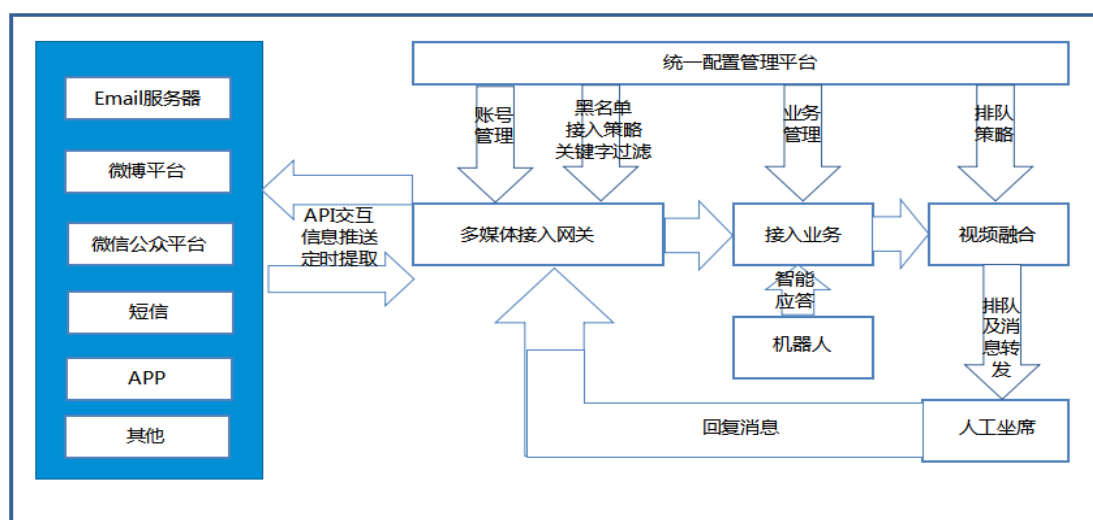 Email服务器
微博平台
微信公众平台
短信
APP
其他
API交互
信息推送
定时提取
统一配置管理平台
账号
管理
黑名单
接入策略
关键字过滤
业务
管理
排队
策略
多媒体接入网关
接入业务
视频融合
智能
应答
机器人
排队
及消
息转
发
回复消息
人工坐席